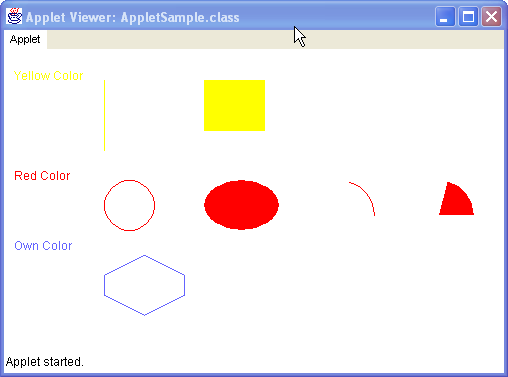 Applet Viewer: AppletSample.class
Applet
Yellow Color
Red Color
Own Color
Applet started.